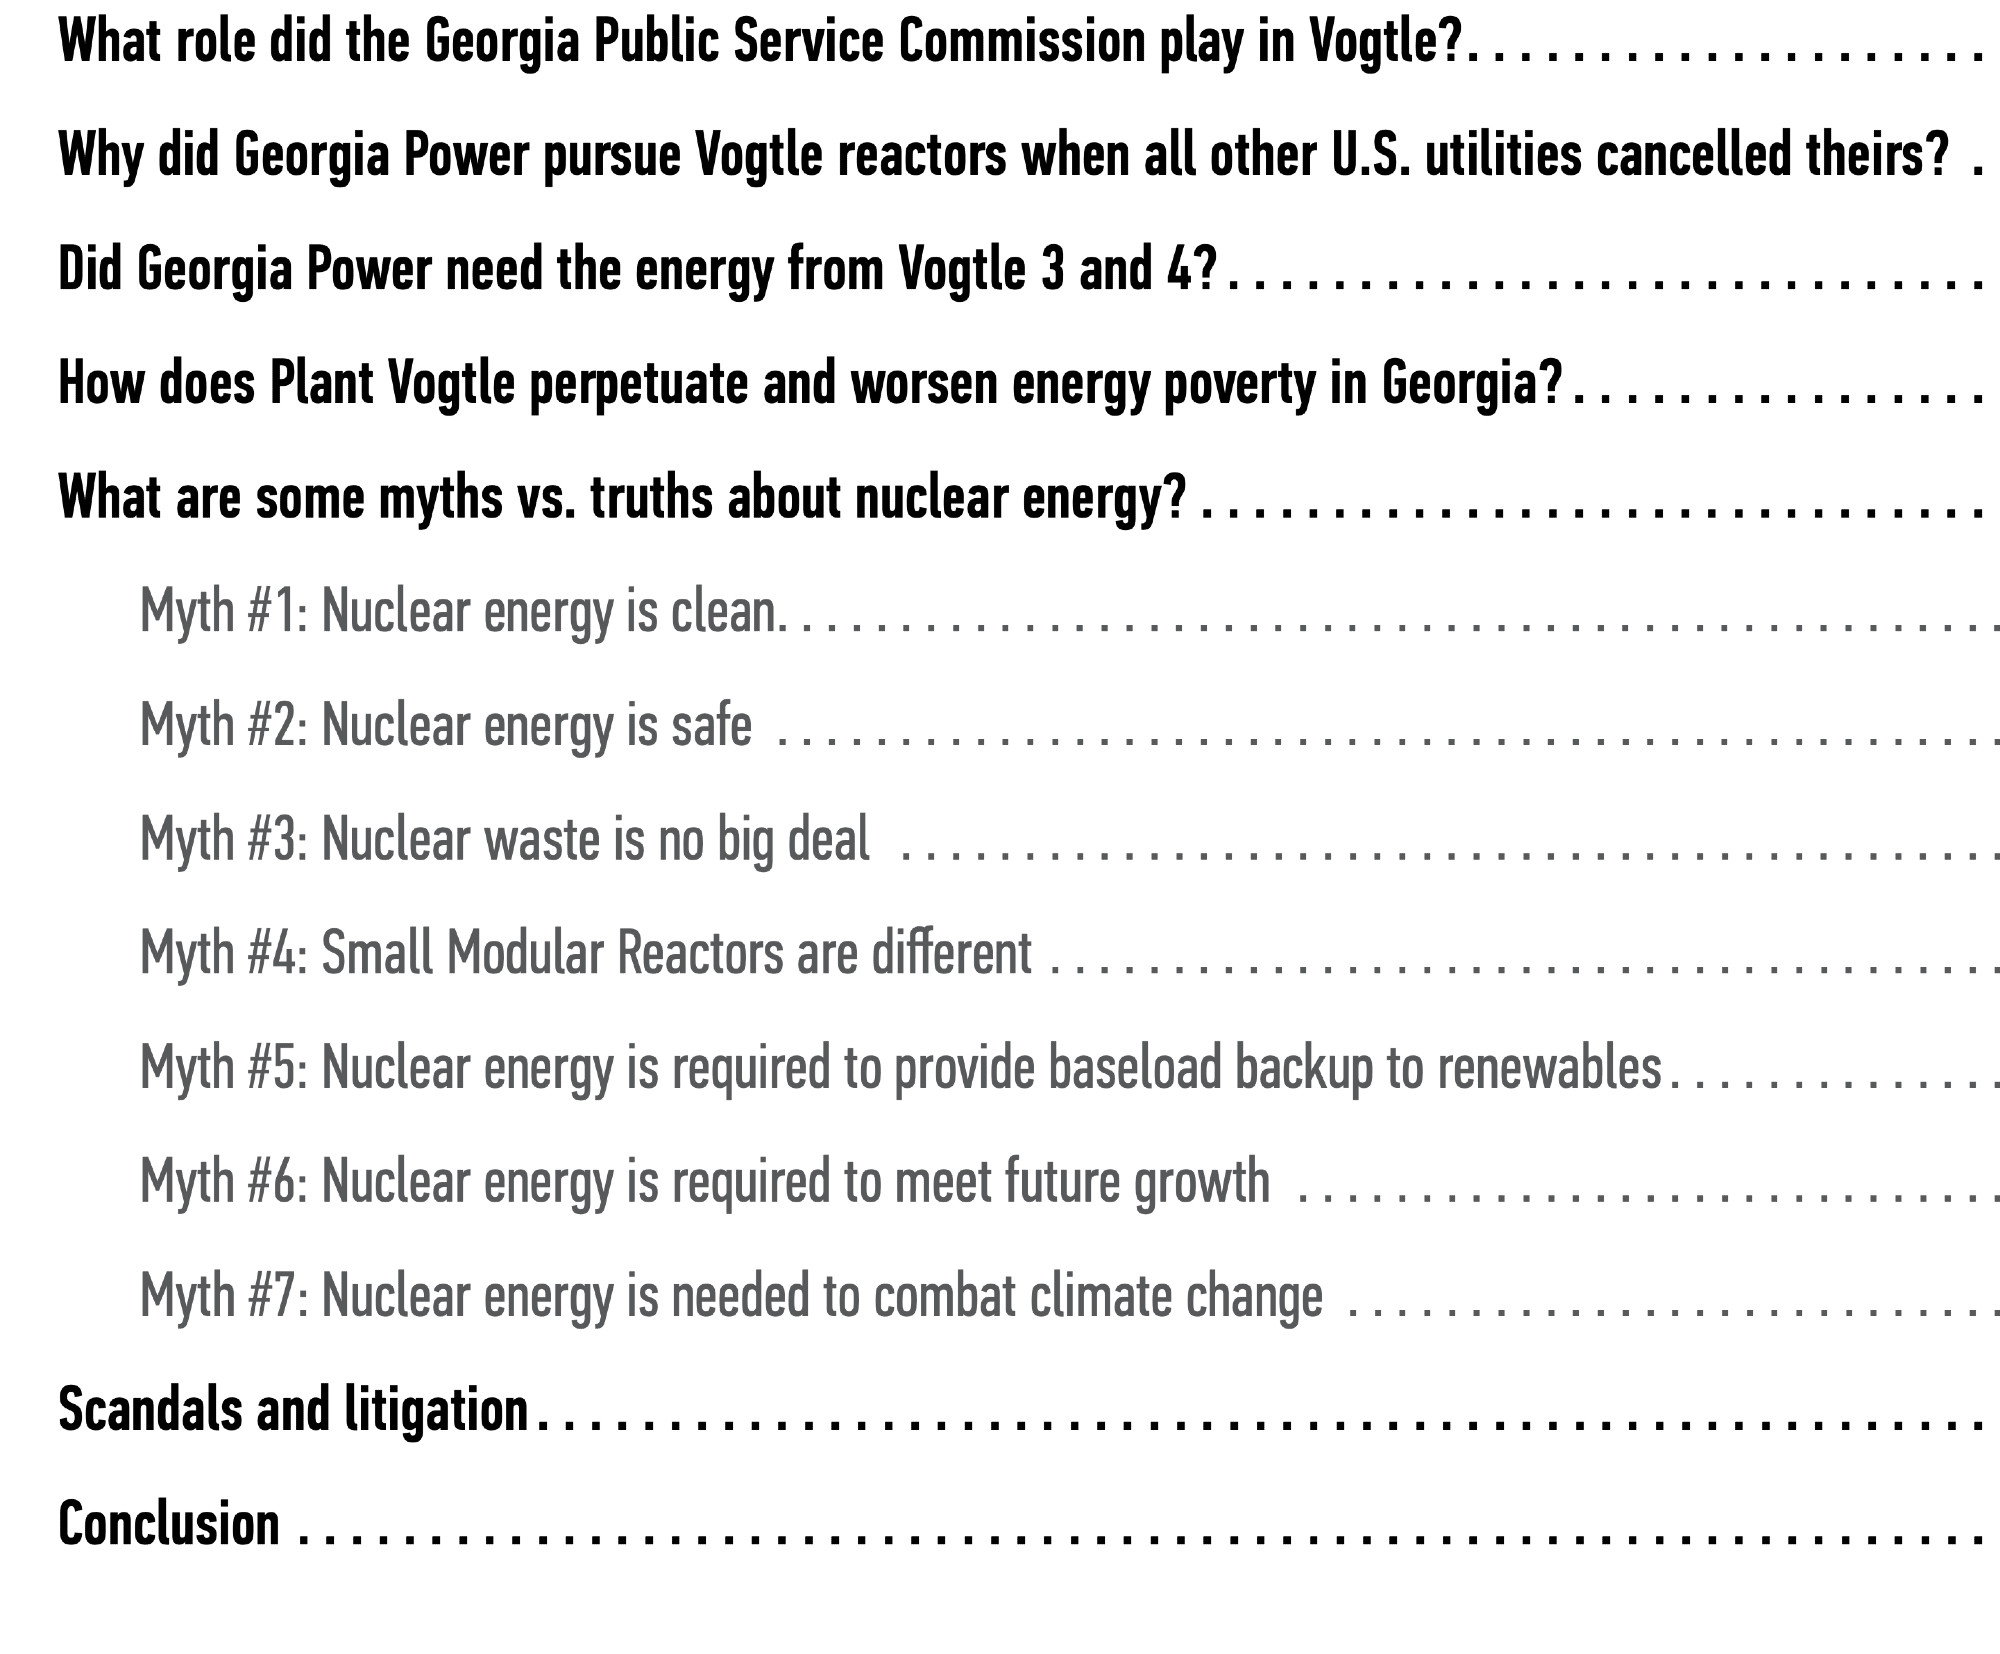 What role did the Georgia Public Service Commission play in Vogtle?. . . . . . . . . . . . . . . . . . . .
Why did Georgia Power pursue Vogtle reactors when all other U.S. utilities cancelled theirs? .
Did Georgia Power need the energy from Vogtle 3 and 4?. . . . . . . . . . . . . . . . . . . . . . . . . . . . .
How does Plant Vogtle perpetuate and worsen energy poverty in Georgia?. . . . . . . . . . . . . . . .
What are some myths vs. truths about nuclear energy?. . . . . . . . . . . . . . . . . . . . . . . . . . . . . .
Myth #1: Nuclear energy is clean. . . . . . . . . . . . . . . . . . . . . . . . . . . . . . . . . . . . . . . . . . . . . . . . . .
Myth #2: Nuclear energy is safe . . . . . . . . . . . . . . . . . . . . . . . . . . . . . . . . . . . . . . . . . . . . . . . . . .
Myth #3: Nuclear waste is no big deal . . . . . . . . . . . . . . . . . . . . . . . . . . . . . . . . . . . . . . . . . . . . .
Myth #4: Small Modular Reactors are different . . . . . . . . . . . . . . . . . . . . . . . . . . . . . . . . . . . . . . .
Myth #5: Nuclear energy is required to provide baseload backup to renewables. . . . . . . . . . . . . .
Myth #6: Nuclear energy is required to meet future growth . . . . . . . . . . . . . . . . . . . . . . . . . . . . .
Myth #7: Nuclear energy is needed to combat climate change . . . . . . . . . . . . . . . . . . . . . . . . . . .
Scandals and litigation. . . . . . . . . . . . . . . . . . . . . . . . . . . . . . . . . . . . . . . . . . . . . . . . . . . . . . .
Conclusion . . . . . . . . . . . . . . . . . . . . . . . . . . . . . . . . . . . . . . . . . . . . . . . . . . . . . . . . . . . . . . . .